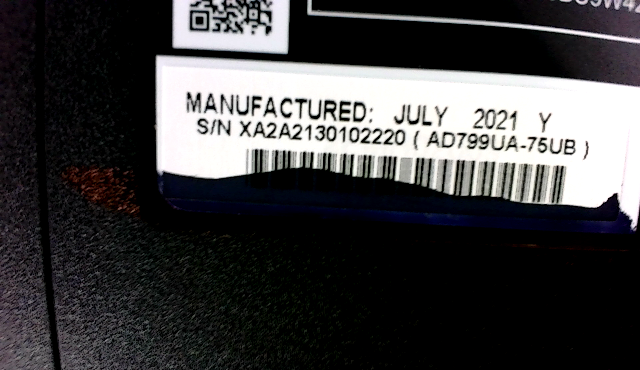 MANUFACTURED: JULY 2021 Y
S/N XA2A2130102220 ( AD799UA-75UB )